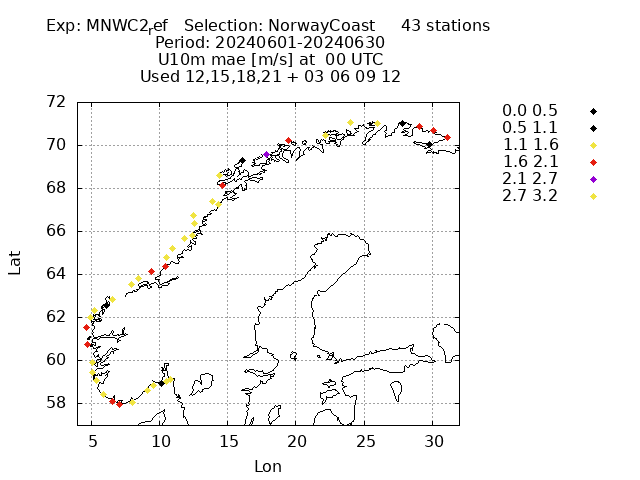 Exp: MNWC2ref   Selection: NorwayCoast     43 stations
Period: 20240601-20240630
U10m mae [m/s] at  00 UTC
Used 12,15,18,21 + 03 06 09 12
72
70
68
66
64
62
60
58
Lat
5 10 15 20 25 30
Lon
0.0 0.5
0.5 1.1
1.1 1.6
1.6 2.1
2.1 2.7
2.7 3.2